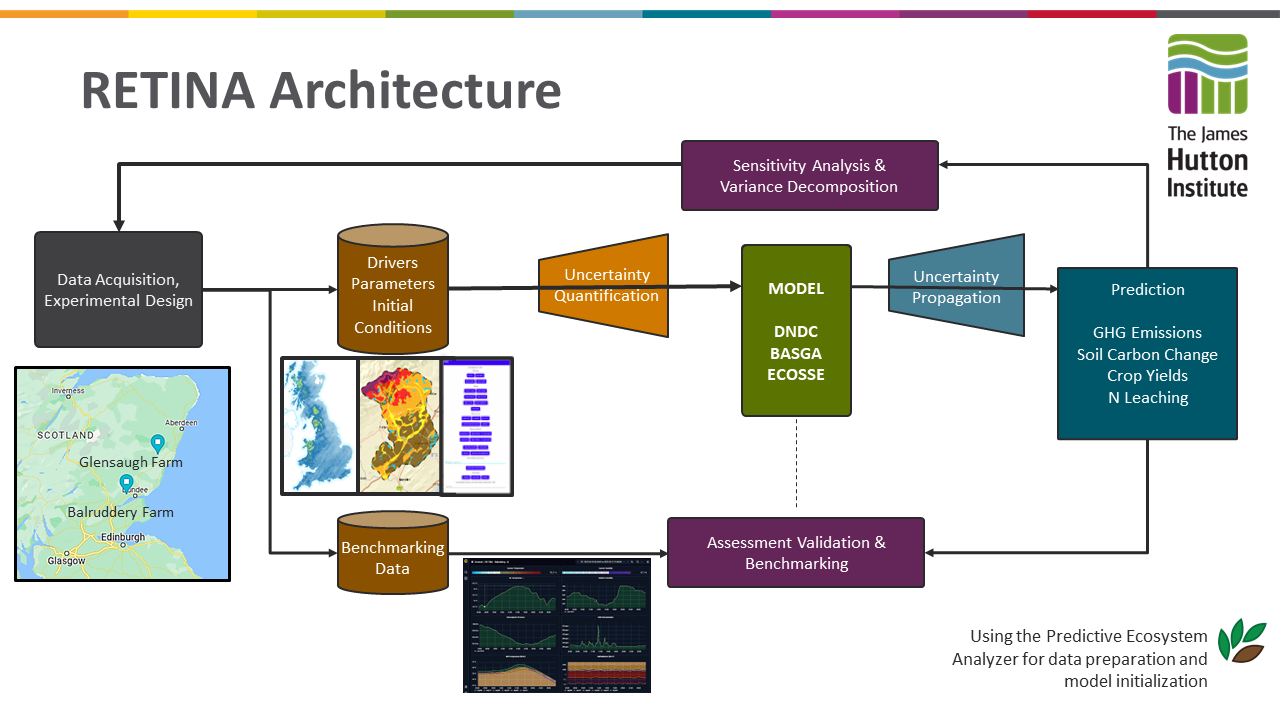 RETINA Architecture
The James
Hutton
Institute
Sensitivity Analysis &
Variance Decomposition
Data Acquisition,
Experimental Design
Drivers
Parameters
Initial
Conditions
Uncertainty
Quantification
MODEL
DNDC
BASGA
ECOSSE
Uncertainty
Propagation
Prediction
GHG Emissions
Soil Carbon Change
Crop Yields
N Leaching
Inverness
Aberdeen
SCOTLAND
Glensaugh Farm
Balruddery Farm
Edinburgh
Glasgow
Benchmarking
Data
Assessment Validation &
Benchmarking
Using the Predictive Ecosystem
Analyzer for data preparation and
model initialization